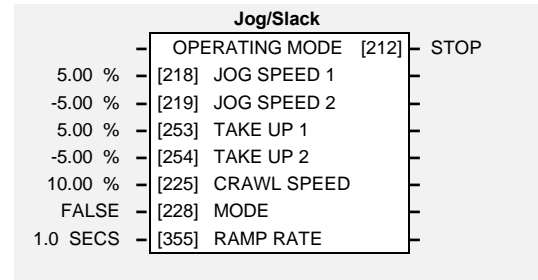 Jog/Slack
OPERATING MODE [212] STOP
5.00 % [218] JOG SPEED 1
-5.00 % [219] JOG SPEED 2
5.00 % [253] TAKE UP 1
-5.00 % [254] TAKE UP 2
10.00 % [225] CRAWL SPEED
FALSE [228] MODE
1.0 SECS [355] RAMP RATE